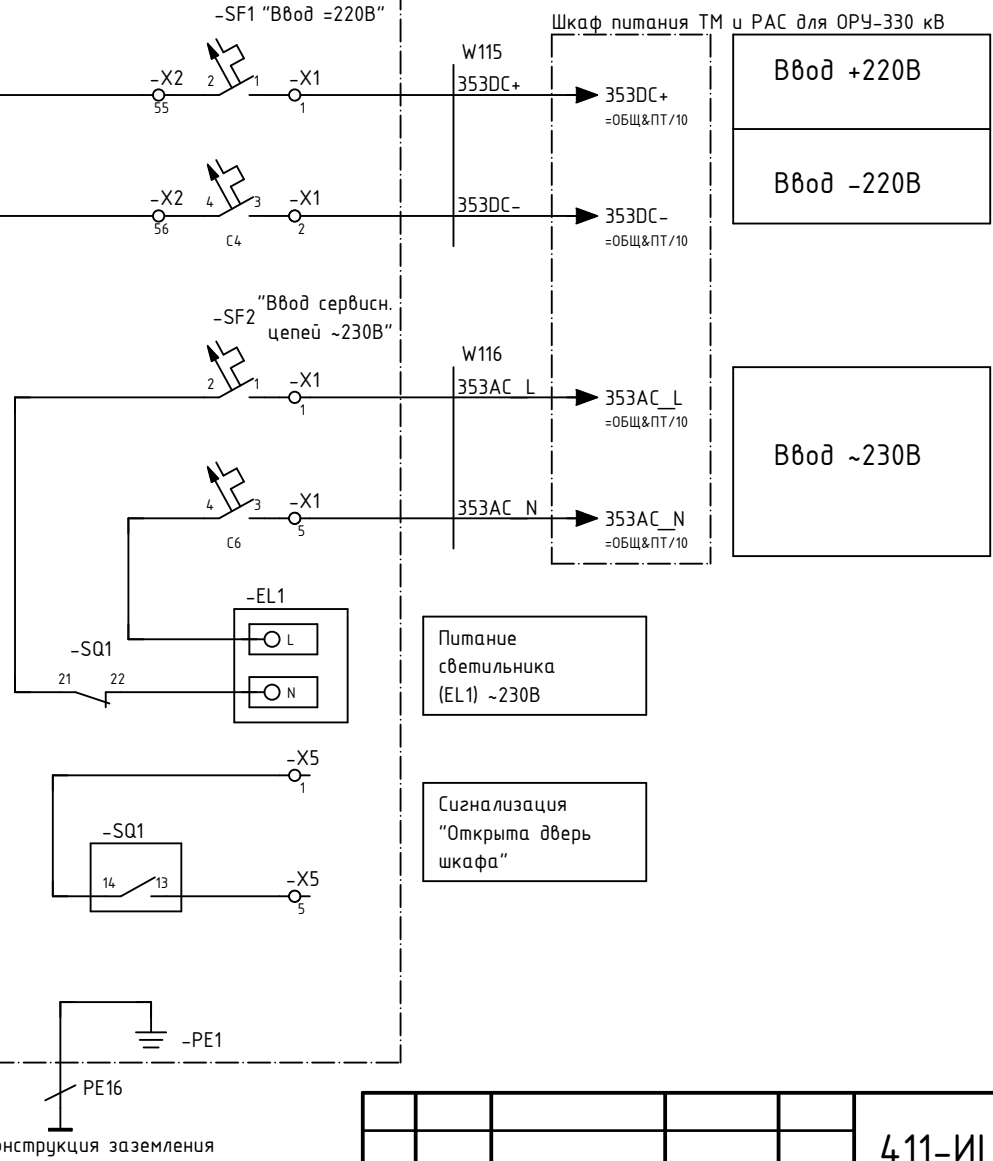 -SF1 "Ввод =220В"
Шкаф питания ТМ и РАС для ОРУ-330 кВ
W115
Ввод +220В
-X2 2 1 -X1 353DC+ 353DC+
55 1 =ОБЩ&ПТ/10
Ввод -220В
-X2 4 3 -X1 353DC- 353DC-
56 C4 2 =ОБЩ&ПТ/10
-SF2 "Ввод сервисн.
цепей ~230В"
W116
2 1 -X1 353AC_L 353AC_L
1 =ОБЩ&ПТ/10
Ввод ~230В
4 3 -X1 353AC_N 353AC_N
C6 5 =ОБЩ&ПТ/10
-EL1
L
-SQ1
21 22 N
Питание
светильника
(EL1) ~230В
-X5
1
-SQ1
14 13 -X5
5
Сигнализация
"Открыта дверь
шкафа"
-PE1
PE16
онструкция заземления